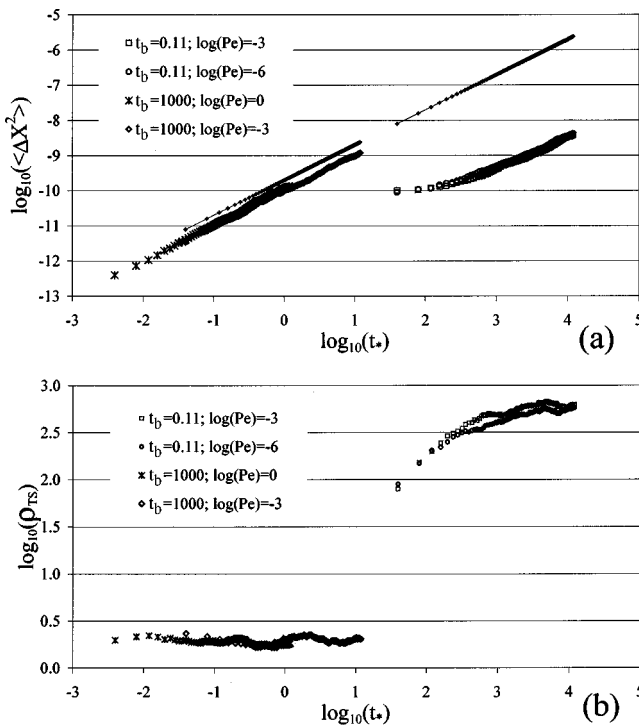 -5
-6
-7
-8
-9
-10
-11
-12
-13
log10(<ΔX²>)
t_b=0.11; log(Pe)=-3
t_b=0.11; log(Pe)=-6
t_b=1000; log(Pe)=0
t_b=1000; log(Pe)=-3
-3 -2 -1 0 1 2 3 4 5
log10(t*)
(a)
3.0
2.5
2.0
1.5
1.0
0.5
0.0
log10(ρTS)
t_b=0.11; log(Pe)=-3
t_b=0.11; log(Pe)=-6
t_b=1000; log(Pe)=0
t_b=1000; log(Pe)=-3
-3 -2 -1 0 1 2 3 4 5
log10(t*)
(b)